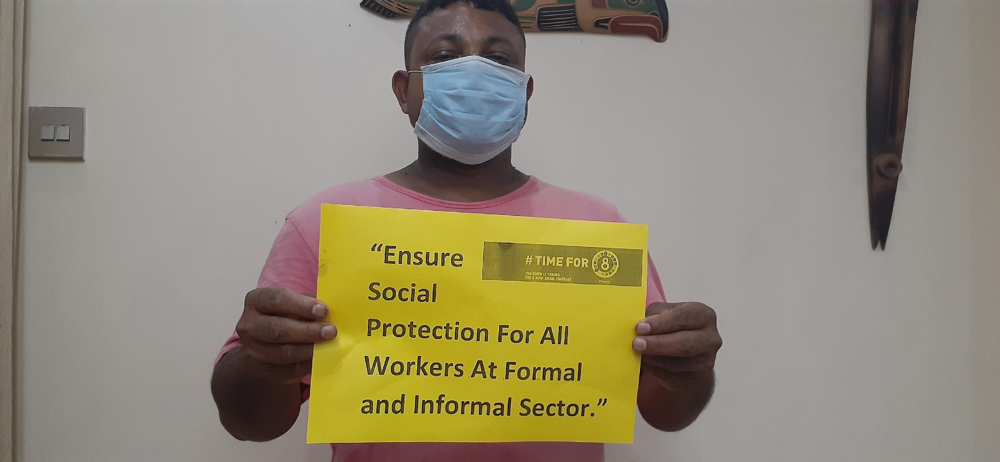 “Ensure
Social
Protection For All
Workers At Formal
and Informal Sector.”
# TIME FOR 8
THE CLOCK IS TICKING
FOR A NEW SOCIAL CONTRACT
#timefor8